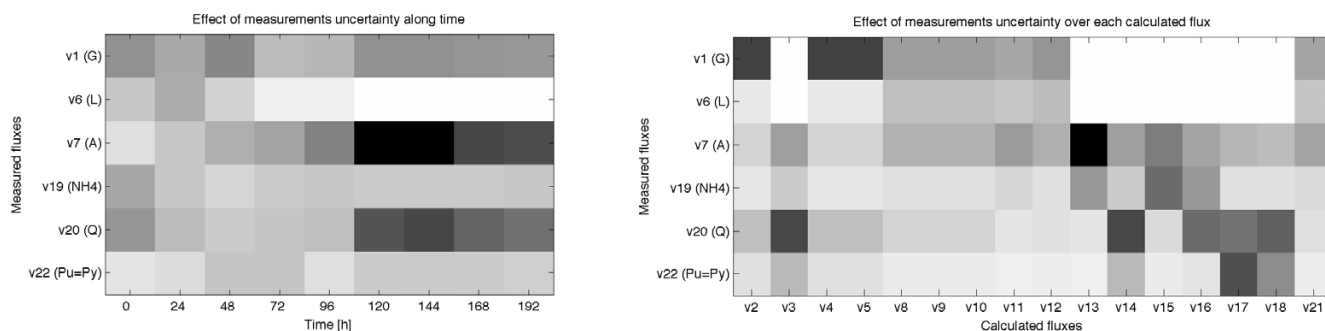 Effect of measurements uncertainty along time
Measured fluxes
v1 (G)
v6 (L)
v7 (A)
v19 (NH4)
v20 (Q)
v22 (Pu=Py)
0 24 48 72 96 120 144 168 192
Time [h]
Effect of measurements uncertainty over each calculated flux
Measured fluxes
v1 (G)
v6 (L)
v7 (A)
v19 (NH4)
v20 (Q)
v22 (Pu=Py)
v2 v3 v4 v5 v8 v9 v10 v11 v12 v13 v14 v15 v16 v17 v18 v21
Calculated fluxes